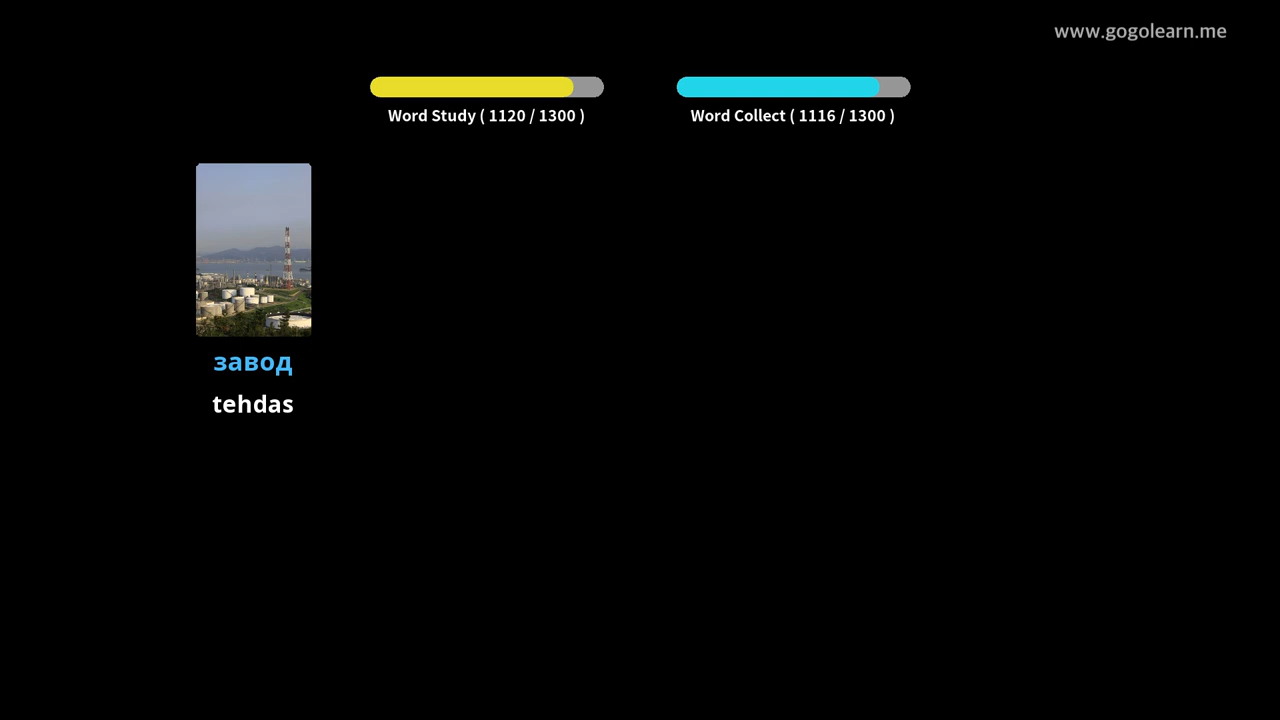 www.gogolearn.me
Word Study ( 1120 / 1300 )
Word Collect ( 1116 / 1300 )
завод
tehdas